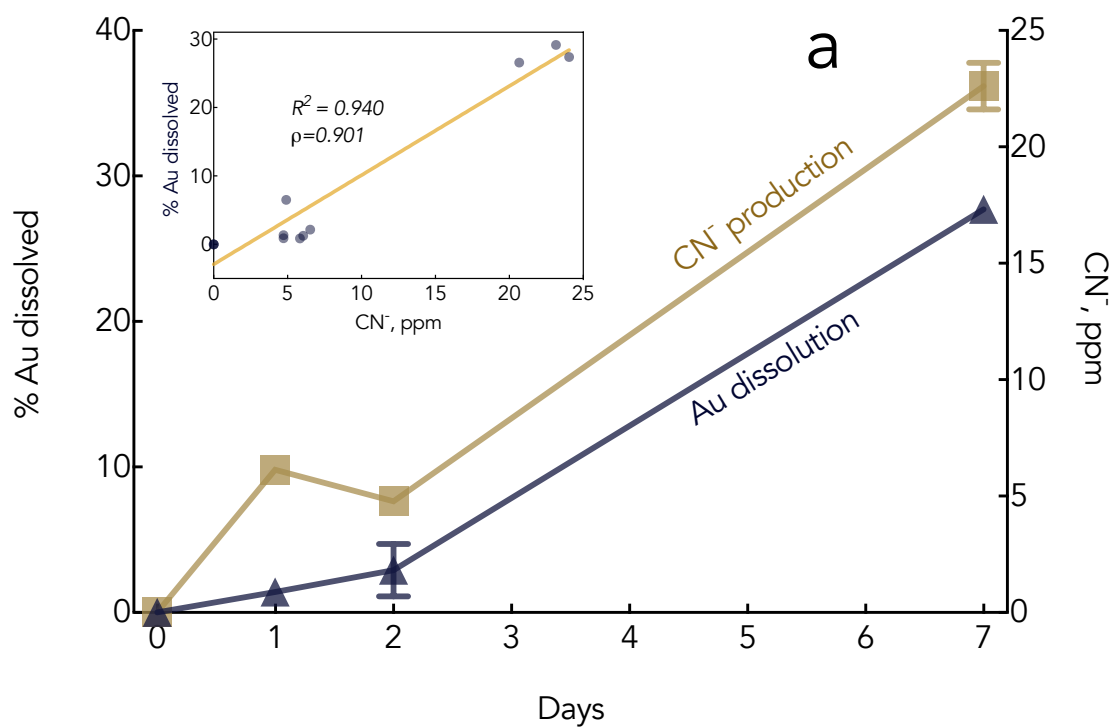 a
40
30
20
10
0
% Au dissolved
25
20
15
10
5
0
CN⁻, ppm
0 1 2 3 4 5 6 7
Days
CN⁻ production
Au dissolution
30
20
10
0
% Au dissolved
R² = 0.940
ρ=0.901
0 5 10 15 20 25
CN⁻, ppm